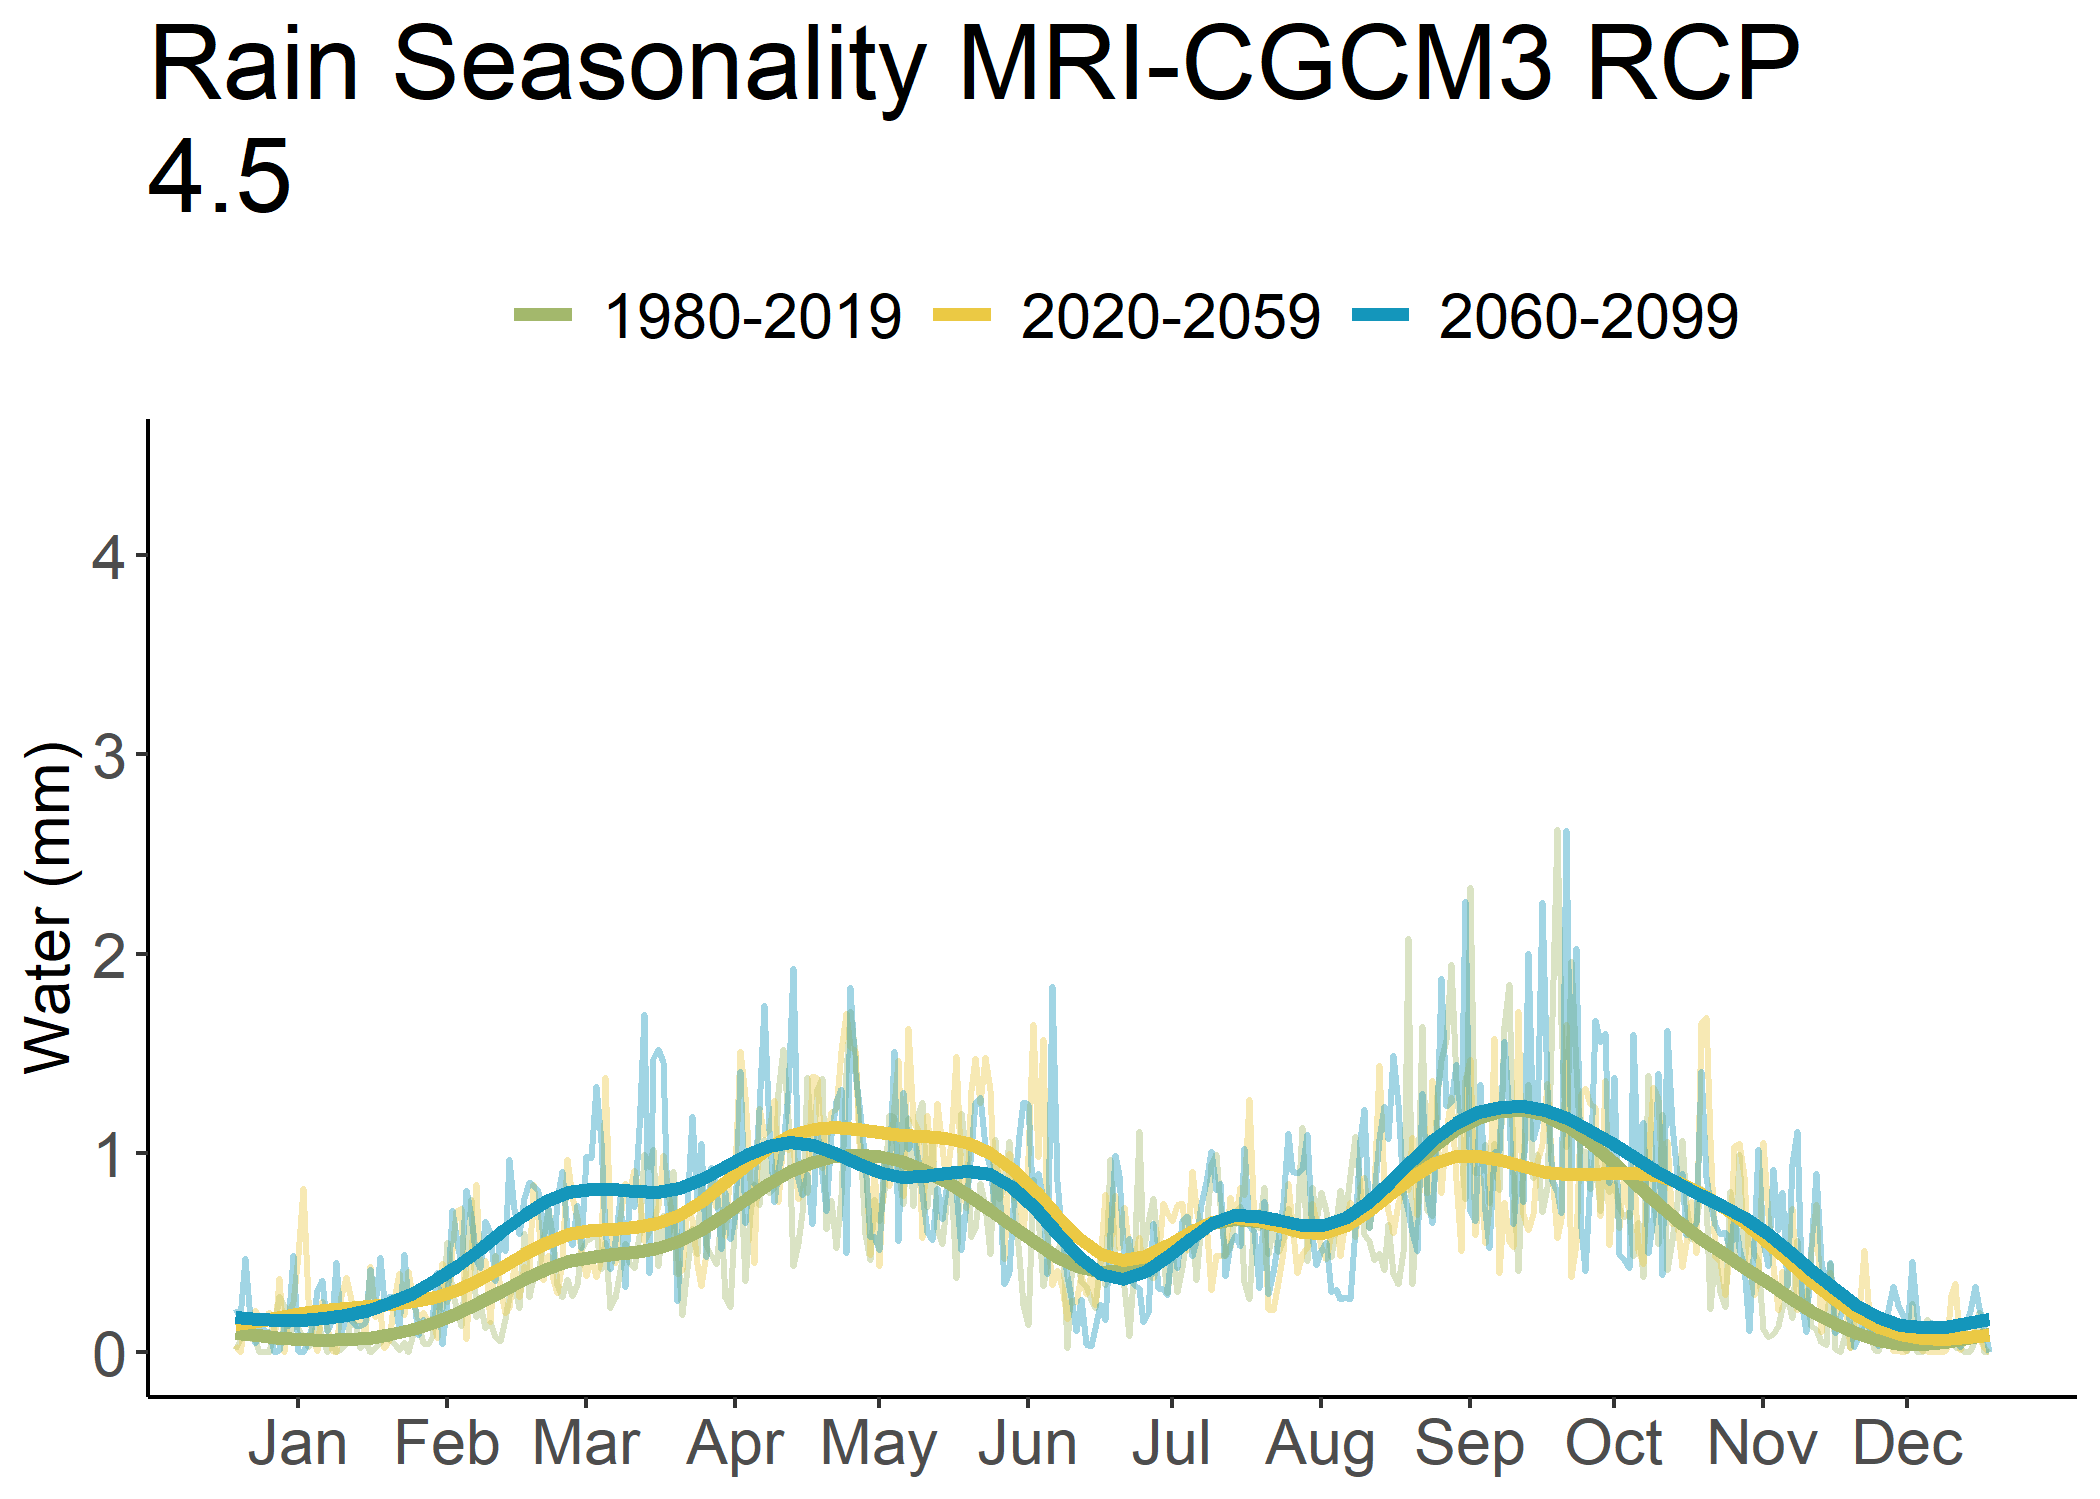 Rain Seasonality MRI-CGCM3 RCP
4.5
1980-2019 2020-2059 2060-2099
Water (mm)
4
3
2
1
0
Jan Feb Mar Apr May Jun Jul Aug Sep Oct Nov Dec